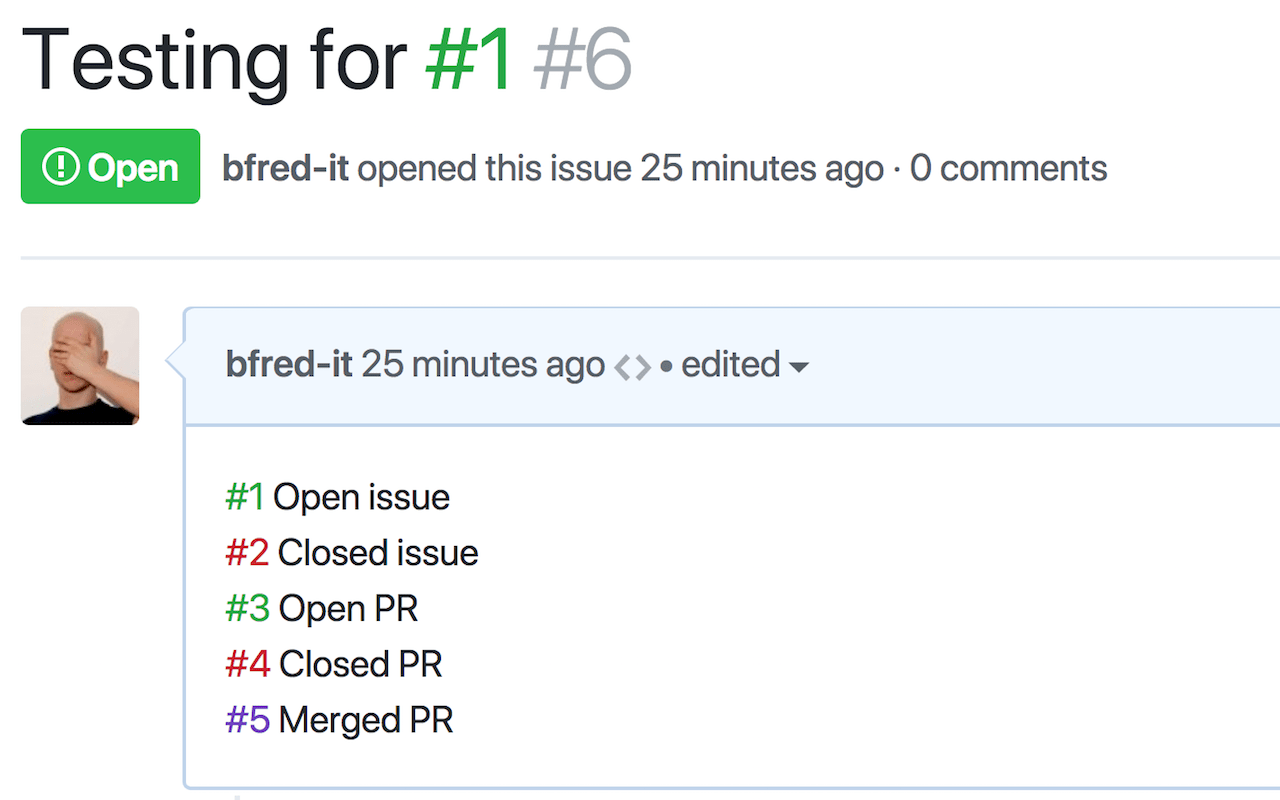 Testing for #1 #6
Open bfred-it opened this issue 25 minutes ago · 0 comments
bfred-it 25 minutes ago <> • edited
#1 Open issue
#2 Closed issue
#3 Open PR
#4 Closed PR
#5 Merged PR